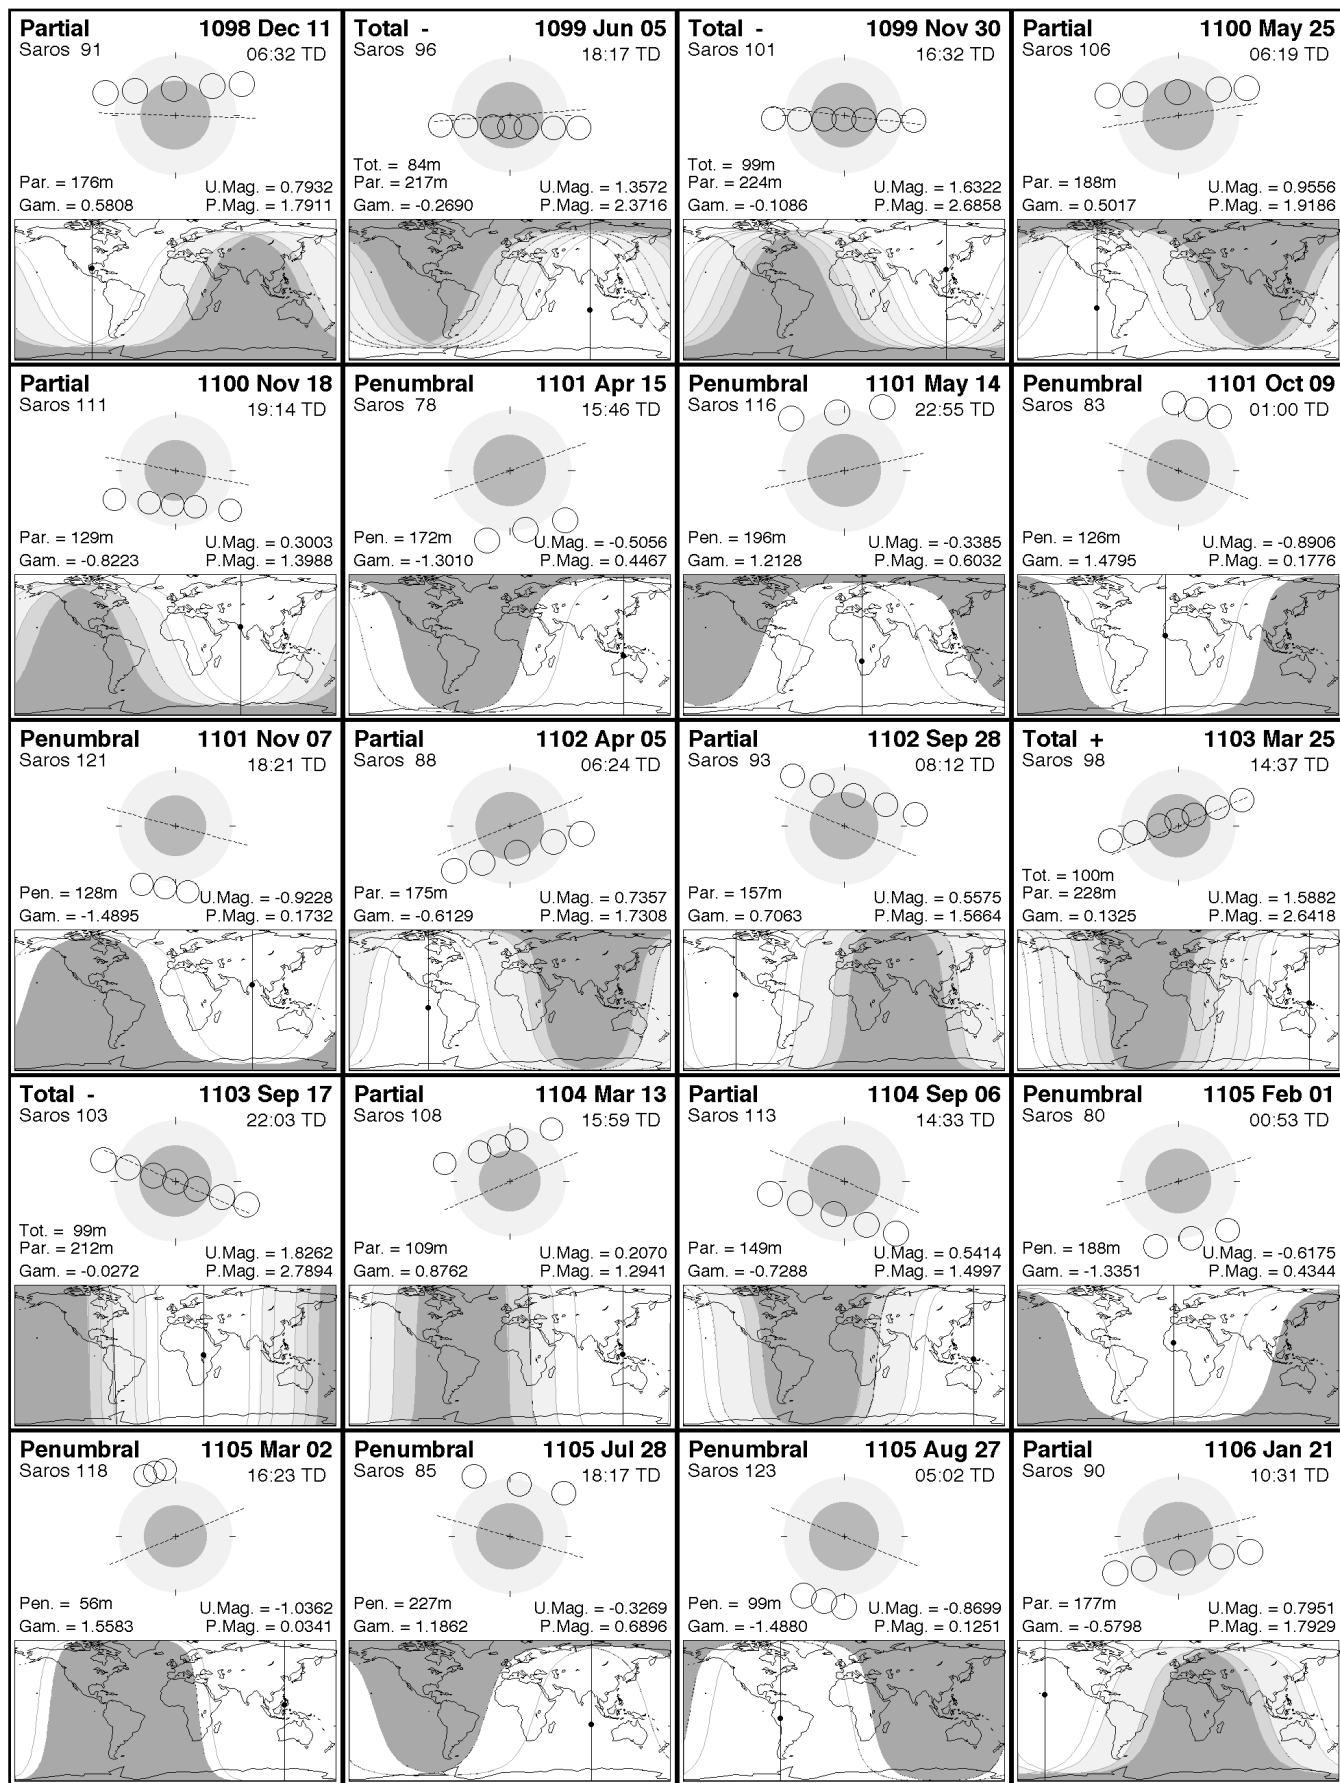 Partial 1098 Dec 11
Saros 91 06:32 TD
Par. = 176m U.Mag. = 0.7932
Gam. = 0.5808 P.Mag. = 1.7911
Total - 1099 Jun 05
Saros 96 18:17 TD
Tot. = 84m
Par. = 217m U.Mag. = 1.3572
Gam. = -0.2690 P.Mag. = 2.3716
Total - 1099 Nov 30
Saros 101 16:32 TD
Tot. = 99m
Par. = 224m U.Mag. = 1.6322
Gam. = -0.1086 P.Mag. = 2.6858
Partial 1100 May 25
Saros 106 06:19 TD
Par. = 188m U.Mag. = 0.9556
Gam. = 0.5017 P.Mag. = 1.9186
Partial 1100 Nov 18
Saros 111 19:14 TD
Par. = 129m U.Mag. = 0.3003
Gam. = -0.8223 P.Mag. = 1.3988
Penumbral 1101 Apr 15
Saros 78 15:46 TD
Pen. = 172m U.Mag. = -0.5056
Gam. = -1.3010 P.Mag. = 0.4467
Penumbral 1101 May 14
Saros 116 22:55 TD
Pen. = 196m U.Mag. = -0.3385
Gam. = 1.2128 P.Mag. = 0.6032
Penumbral 1101 Oct 09
Saros 83 01:00 TD
Pen. = 126m U.Mag. = -0.8906
Gam. = 1.4795 P.Mag. = 0.1776
Penumbral 1101 Nov 07
Saros 121 18:21 TD
Pen. = 128m U.Mag. = -0.9228
Gam. = -1.4895 P.Mag. = 0.1732
Partial 1102 Apr 05
Saros 88 06:24 TD
Par. = 175m U.Mag. = 0.7357
Gam. = -0.6129 P.Mag. = 1.7308
Partial 1102 Sep 28
Saros 93 08:12 TD
Par. = 157m U.Mag. = 0.5575
Gam. = 0.7063 P.Mag. = 1.5664
Total + 1103 Mar 25
Saros 98 14:37 TD
Tot. = 100m
Par. = 228m U.Mag. = 1.5882
Gam. = 0.1325 P.Mag. = 2.6418
Total - 1103 Sep 17
Saros 103 22:03 TD
Tot. = 99m
Par. = 212m U.Mag. = 1.8262
Gam. = -0.0272 P.Mag. = 2.7894
Partial 1104 Mar 13
Saros 108 15:59 TD
Par. = 109m U.Mag. = 0.2070
Gam. = 0.8762 P.Mag. = 1.2941
Partial 1104 Sep 06
Saros 113 14:33 TD
Par. = 149m U.Mag. = 0.5414
Gam. = -0.7288 P.Mag. = 1.4997
Penumbral 1105 Feb 01
Saros 80 00:53 TD
Pen. = 188m U.Mag. = -0.6175
Gam. = -1.3351 P.Mag. = 0.4344
Penumbral 1105 Mar 02
Saros 118 16:23 TD
Pen. = 56m U.Mag. = -1.0362
Gam. = 1.5583 P.Mag. = 0.0341
Penumbral 1105 Jul 28
Saros 85 18:17 TD
Pen. = 227m U.Mag. = -0.3269
Gam. = 1.1862 P.Mag. = 0.6896
Penumbral 1105 Aug 27
Saros 123 05:02 TD
Pen. = 99m U.Mag. = -0.8699
Gam. = -1.4880 P.Mag. = 0.1251
Partial 1106 Jan 21
Saros 90 10:31 TD
Par. = 177m U.Mag. = 0.7951
Gam. = -0.5798 P.Mag. = 1.7929